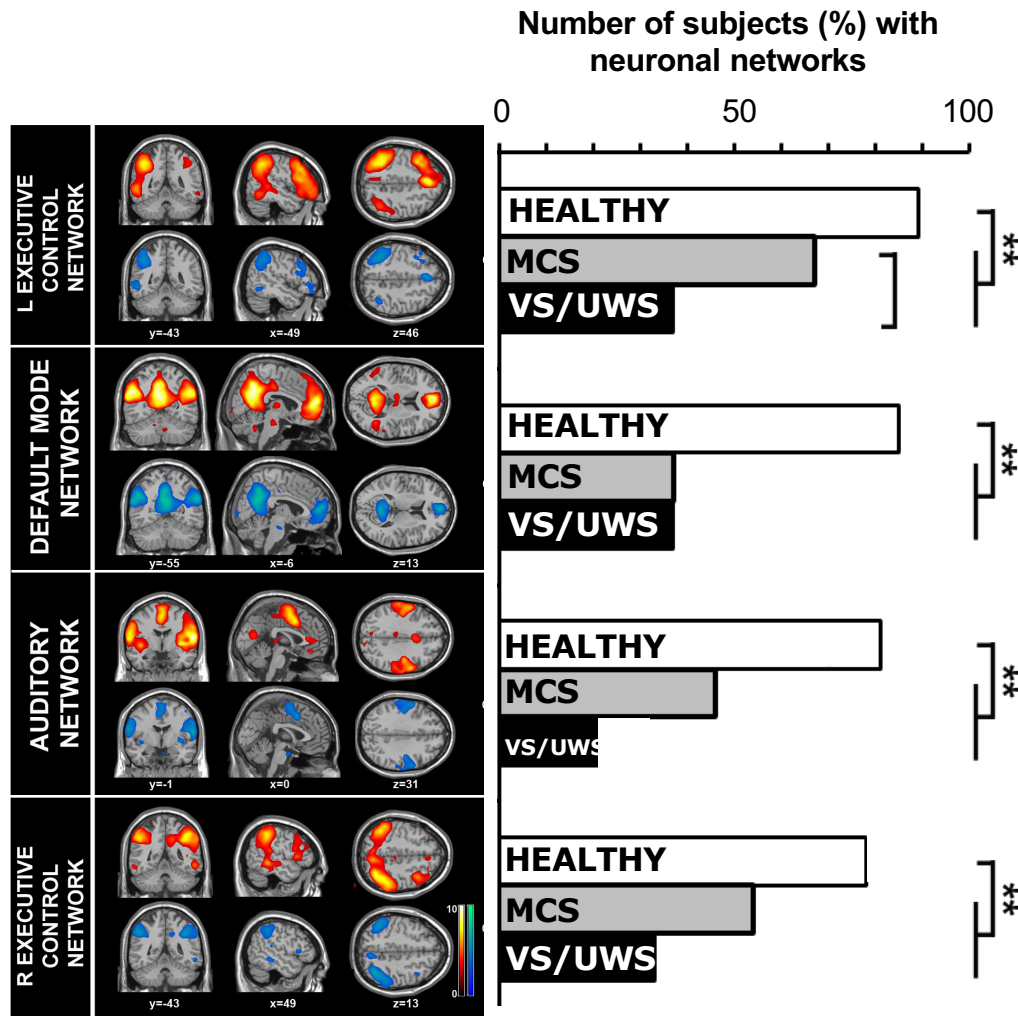 Number of subjects (%) with
neuronal networks
0 50 100
L EXECUTIVE
CONTROL
NETWORK
y=-43 x=-49 z=46
HEALTHY
MCS
VS/UWS
**
DEFAULT MODE
NETWORK
y=-55 x=-6 z=13
HEALTHY
MCS
VS/UWS
**
AUDITORY
NETWORK
y=-1 x=0 z=31
HEALTHY
MCS
VS/UWS
**
R EXECUTIVE
CONTROL
NETWORK
10
0
y=-43 x=49 z=13
HEALTHY
MCS
VS/UWS
**